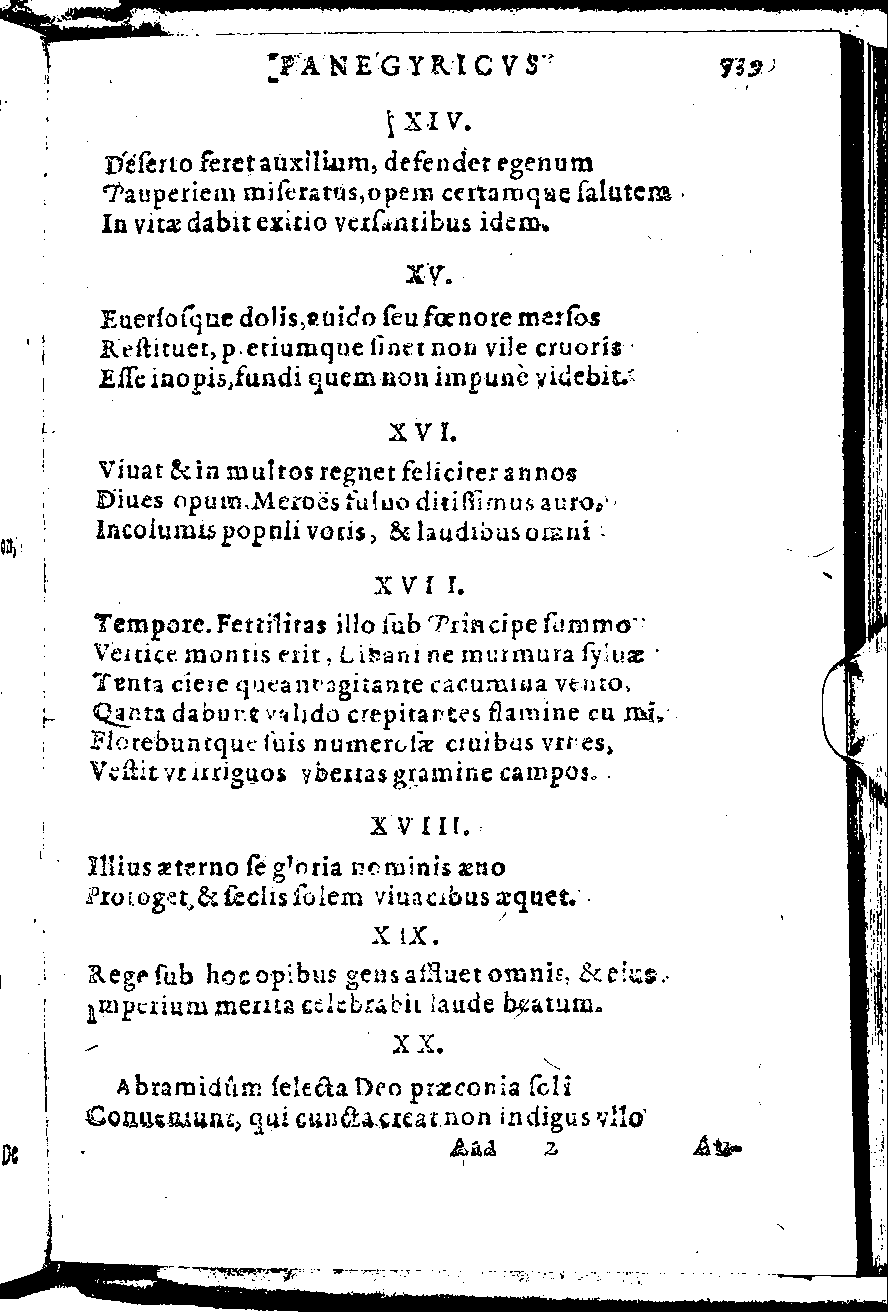 PANEGYRICVS 739
XIV.
Deſerto feret auxilium, defendet egenum
Pauperiem miſeratus, opem certamque ſalutem
In vitæ dabit exitio verſantibus idem.
XV.
Euerſoſque dolis, auido ſeu fœnore merſos
Reſtituet, pretiumque ſinet non vile cruoris
Eſſe inopis, fundi quem non impunè videbit.
XVI.
Viuat & in multos regnet feliciter annos
Diues opum. Meroës fuluo ditiſſimus auro,
Incolumis populi votis, & laudibus omni
XVII.
Tempore. Fertilitas illo ſub Principe ſummo
Vertice montis erit, Libani ne murmura ſyluæ
Tenta ciere queant agitante cacumina vento,
Qanta dabunt valido crepitantes flamine cu mi,
Florebuntque ſuis numeroſæ ciuibus vrbes,
Veſtit vt irriguos vbertas gramine campos.
XVIII.
Illius æterno ſe gloria nominis æuo
Protoget, & ſeclis ſolem viuacibus æquet.
XIX.
Rege ſub hoc opibus gens affluet omnis, & eius
Imperium merita celebrabit laude beatum.
XX.
Abramidûm ſelecta Deo præconia ſoli
Conueniunt, qui cuncta creat non indigus vllo
Aaa 2 Au-
De